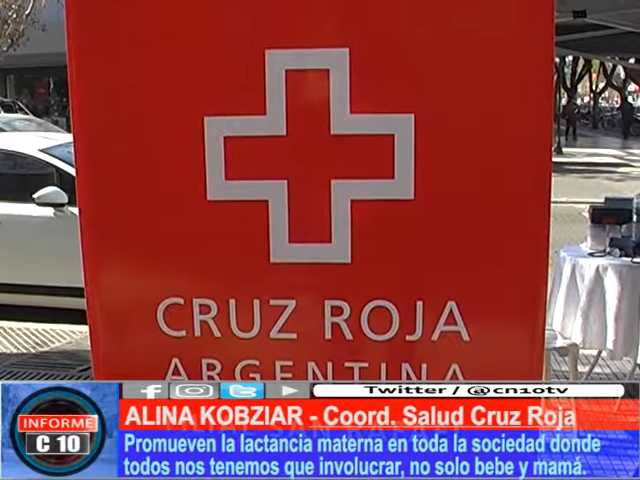 CRUZ ROJA
ARGENTINA
Twitter / @cn10tv
INFORME
C 10
ALINA KOBZIAR - Coord. Salud Cruz Roja
Promueven la lactancia materna en toda la sociedad donde
todos nos tenemos que involucrar, no solo bebe y mamá.